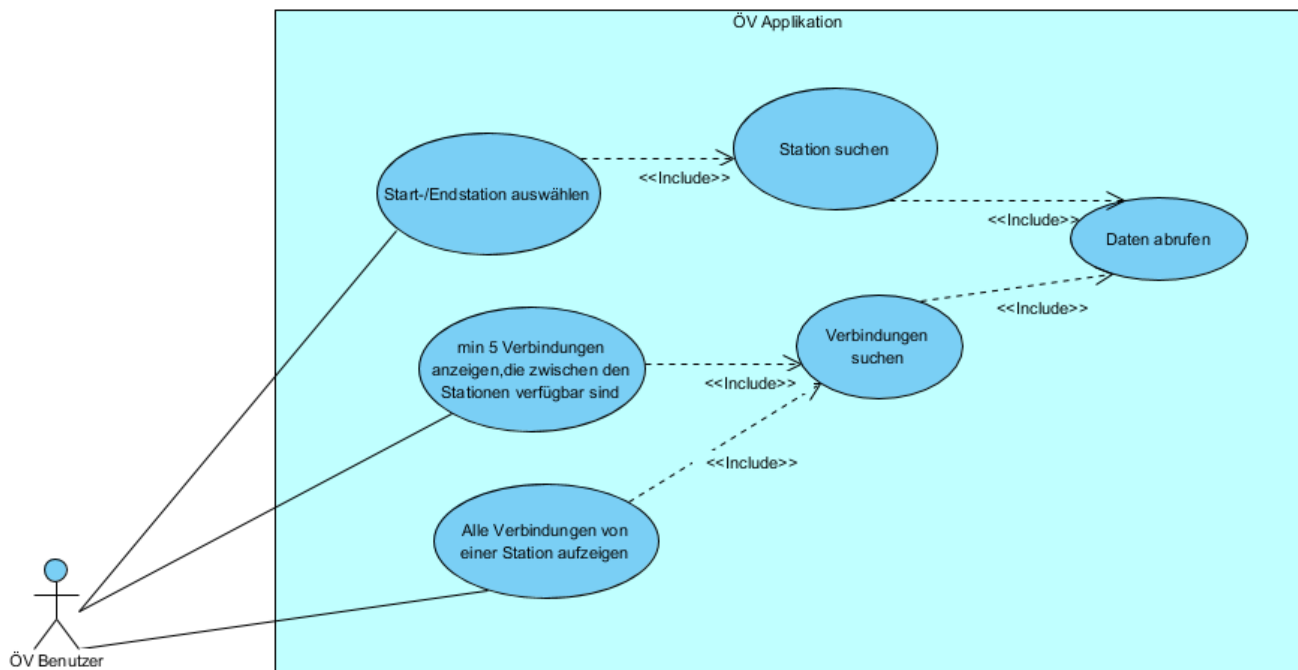 ÖV Applikation
Station suchen
<<Include>>
Start-/Endstation auswählen
<<Include>>
Daten abrufen
<<Include>>
Verbindungen
suchen
min 5 Verbindungen
anzeigen,die zwischen den
Stationen verfügbar sind
<<Include>>
<<Include>>
Alle Verbindungen von
einer Station aufzeigen
ÖV Benutzer